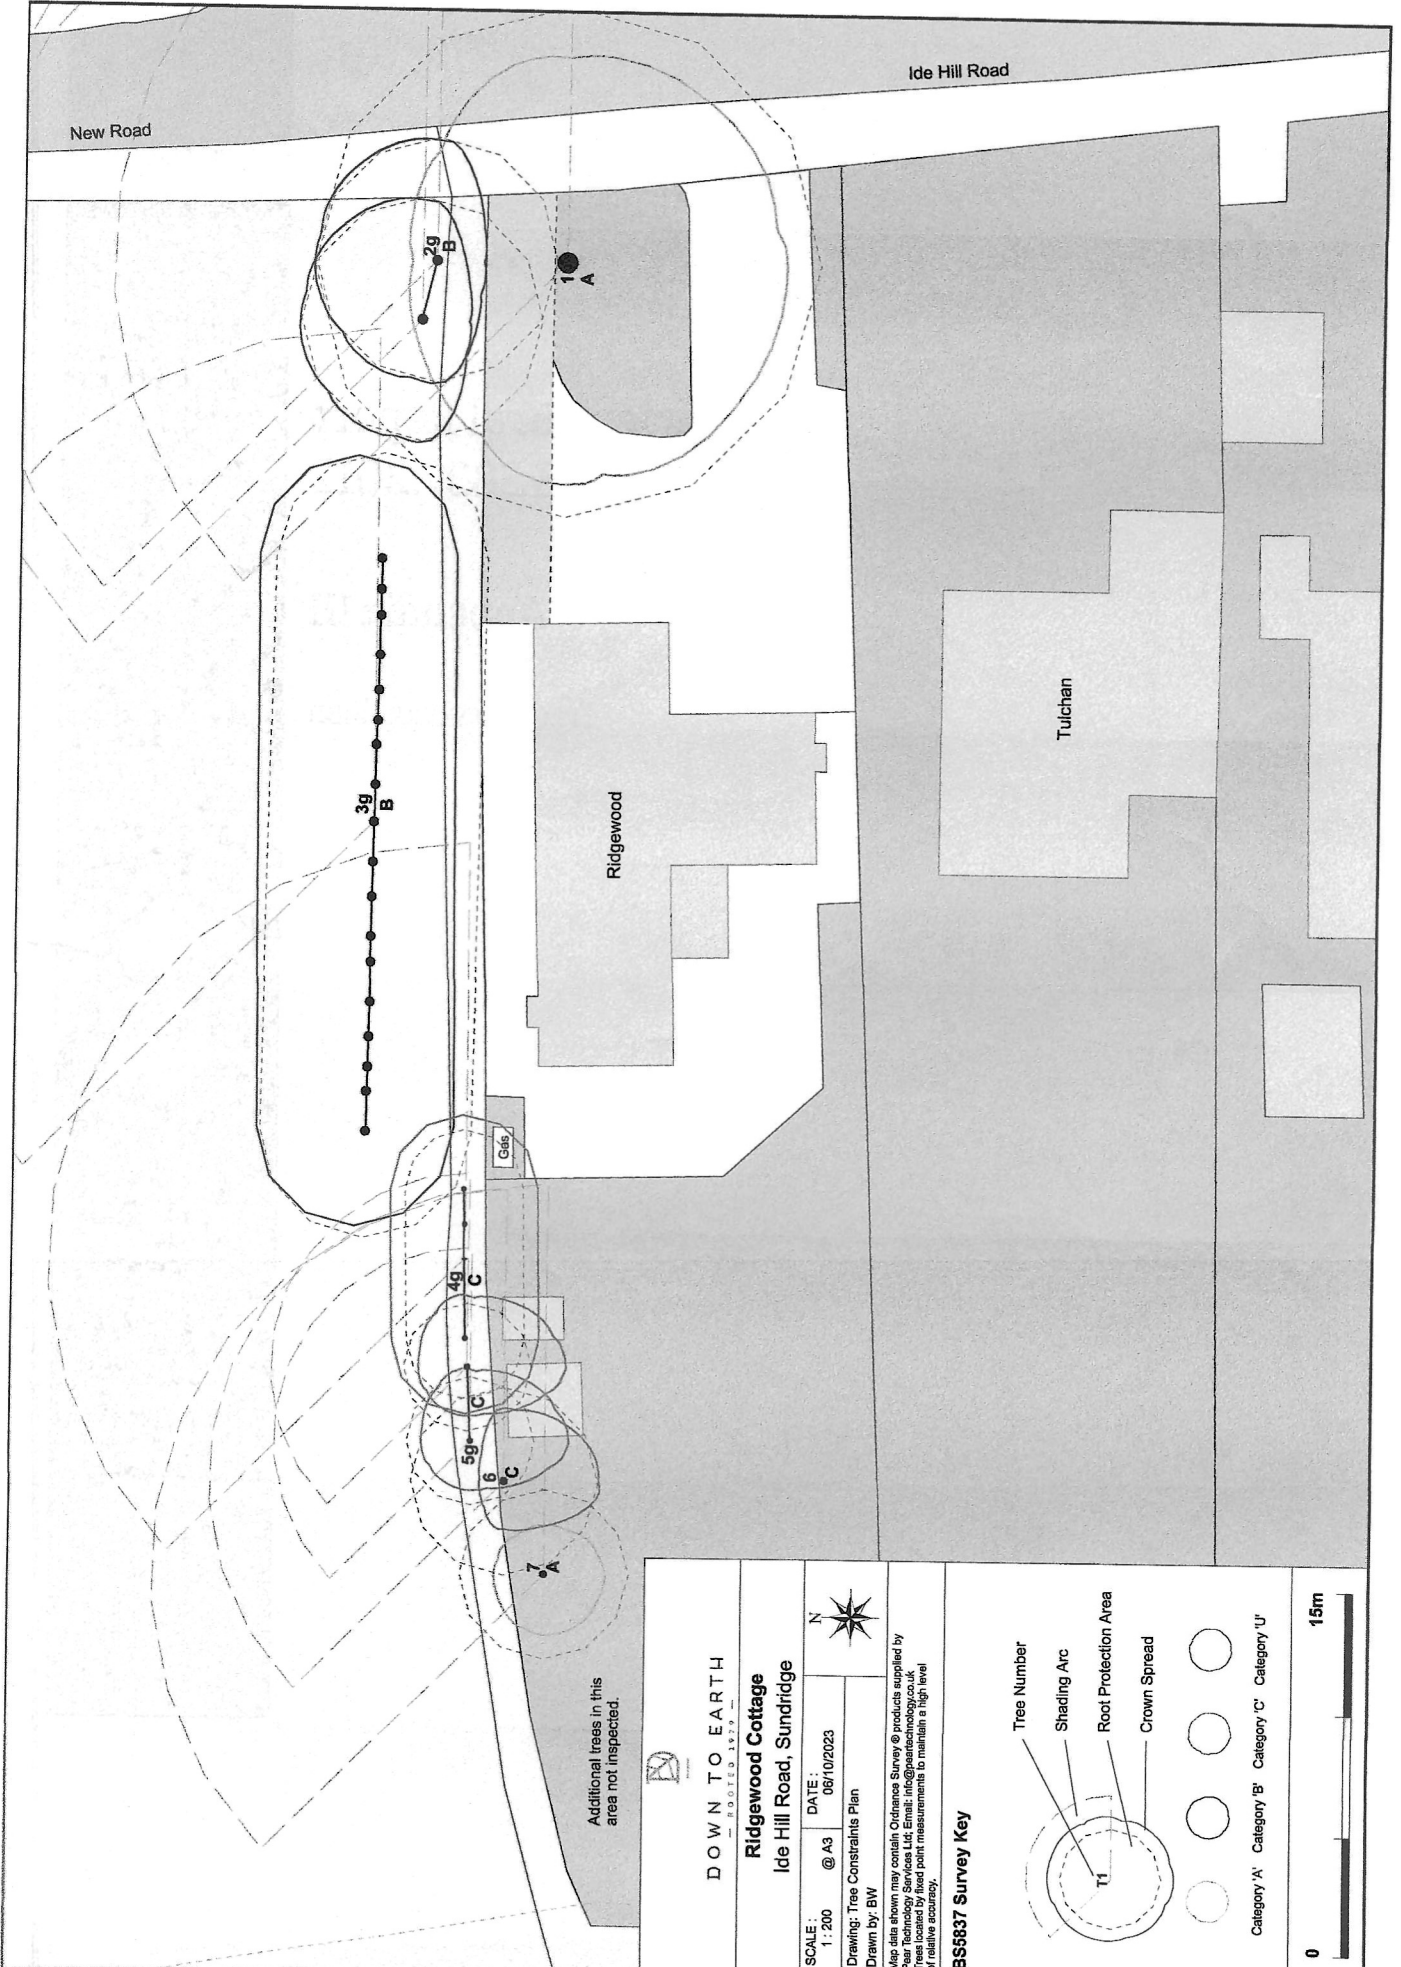 New Road
Ide Hill Road
2g
B
1
A
3g
B
Ridgewood
Tulchan
Gas
4g
C
5g
C
6
C
7
A
Additional trees in this
area not inspected.
DOWN TO EARTH
— ROOTED 1979 —
Ridgewood Cottage
Ide Hill Road, Sundridge
SCALE :
1 : 200 @ A3
DATE :
06/10/2023
N
Drawing: Tree Constraints Plan
Drawn by: BW
Map data shown may contain Ordnance Survey ® products supplied by
Pear Technology Services Ltd; Email: info@peartechnology.co.uk
Trees located by fixed point measurements to maintain a high level
of relative accuracy.
BS5837 Survey Key
Tree Number
Shading Arc
Root Protection Area
Crown Spread
T1
Category 'A' Category 'B' Category 'C' Category 'U'
0 15m